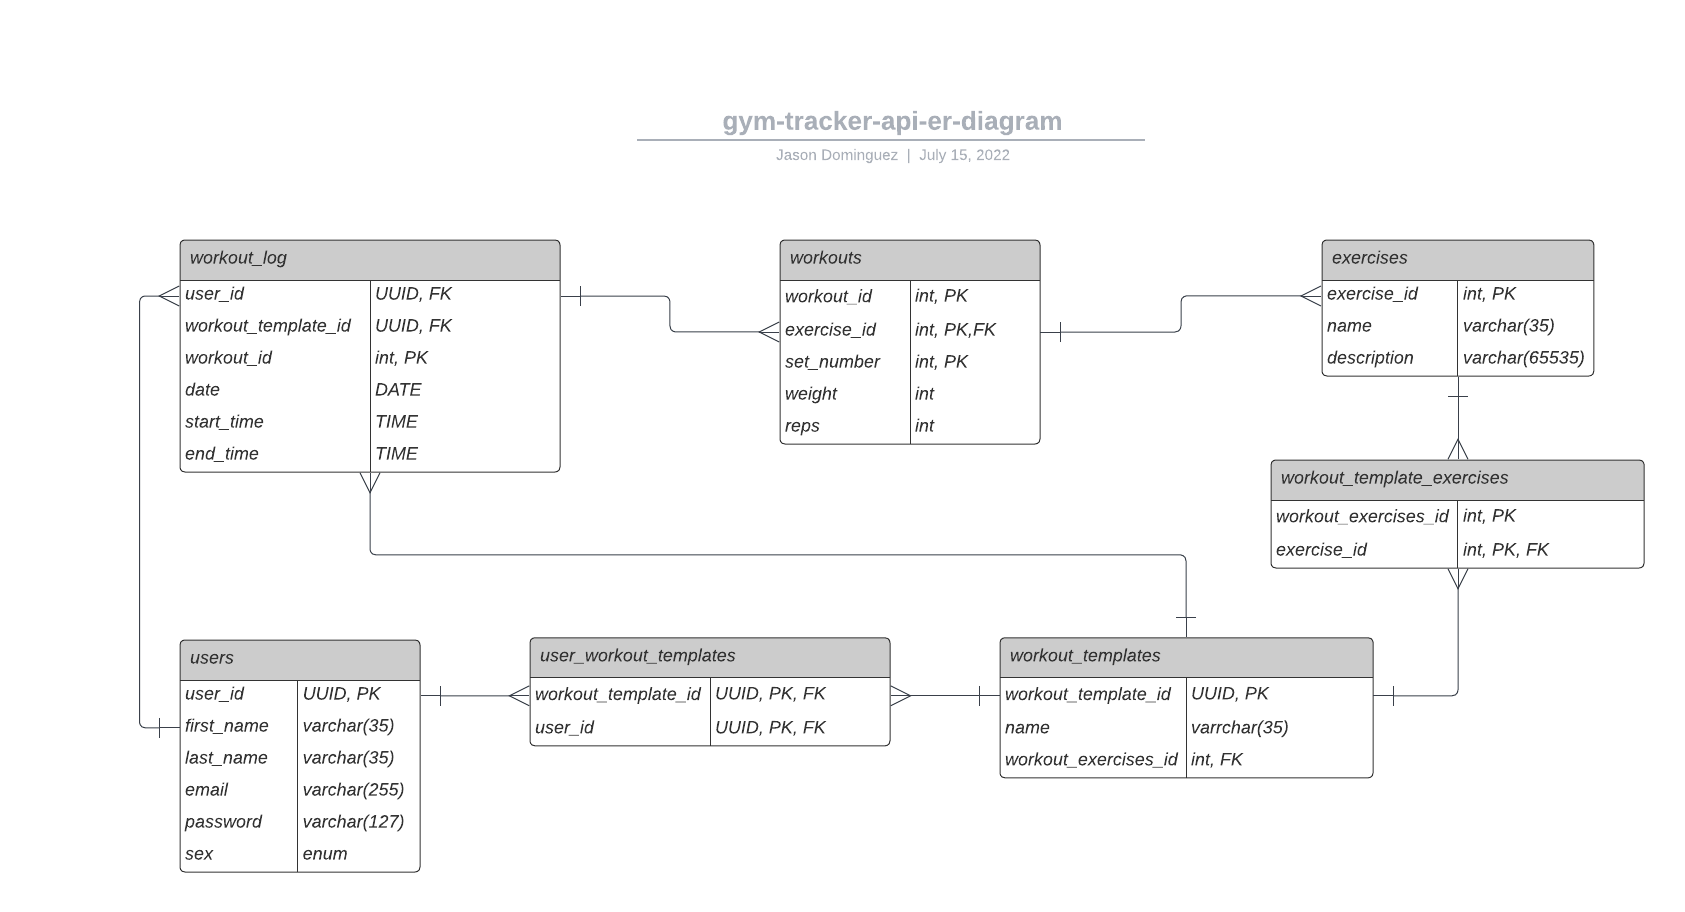 gym-tracker-api-er-diagram
Jason Dominguez | July 15, 2022
workout_log
user_id UUID, FK
workout_template_id UUID, FK
workout_id int, PK
date DATE
start_time TIME
end_time TIME
workouts
workout_id int, PK
exercise_id int, PK,FK
set_number int, PK
weight int
reps int
exercises
exercise_id int, PK
name varchar(35)
description varchar(65535)
workout_template_exercises
workout_exercises_id int, PK
exercise_id int, PK, FK
users
user_id UUID, PK
first_name varchar(35)
last_name varchar(35)
email varchar(255)
password varchar(127)
sex enum
user_workout_templates
workout_template_id UUID, PK, FK
user_id UUID, PK, FK
workout_templates
workout_template_id UUID, PK
name varrchar(35)
workout_exercises_id int, FK